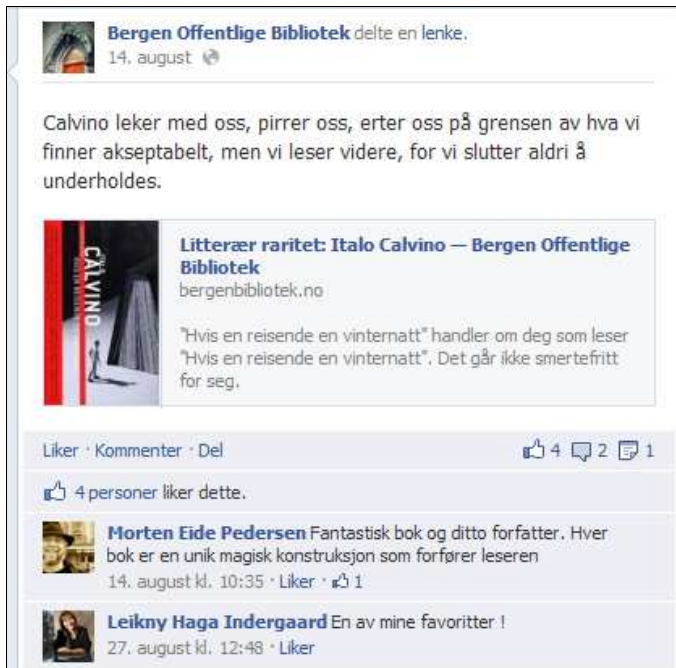 Bergen Offentlige Bibliotek delte en lenke.
14. august
Calvino leker med oss, pirrer oss, erter oss på grensen av hva vi
finner akseptabelt, men vi leser videre, for vi slutter aldri å
underholdes.
CALVINO
Litterær raritet: Italo Calvino — Bergen Offentlige
Bibliotek
bergenbibliotek.no
"Hvis en reisende en vinternatt" handler om deg som leser
"Hvis en reisende en vinternatt". Det går ikke smertefritt
for seg.
Liker · Kommenter · Del 4 2 1
4 personer liker dette.
Morten Eide Pedersen Fantastisk bok og ditto forfatter. Hver
bok er en unik magisk konstruksjon som forfører leseren
14. august kl. 10:35 · Liker · 1
Leikny Haga Indergaard En av mine favoritter !
27. august kl. 12:48 · Liker